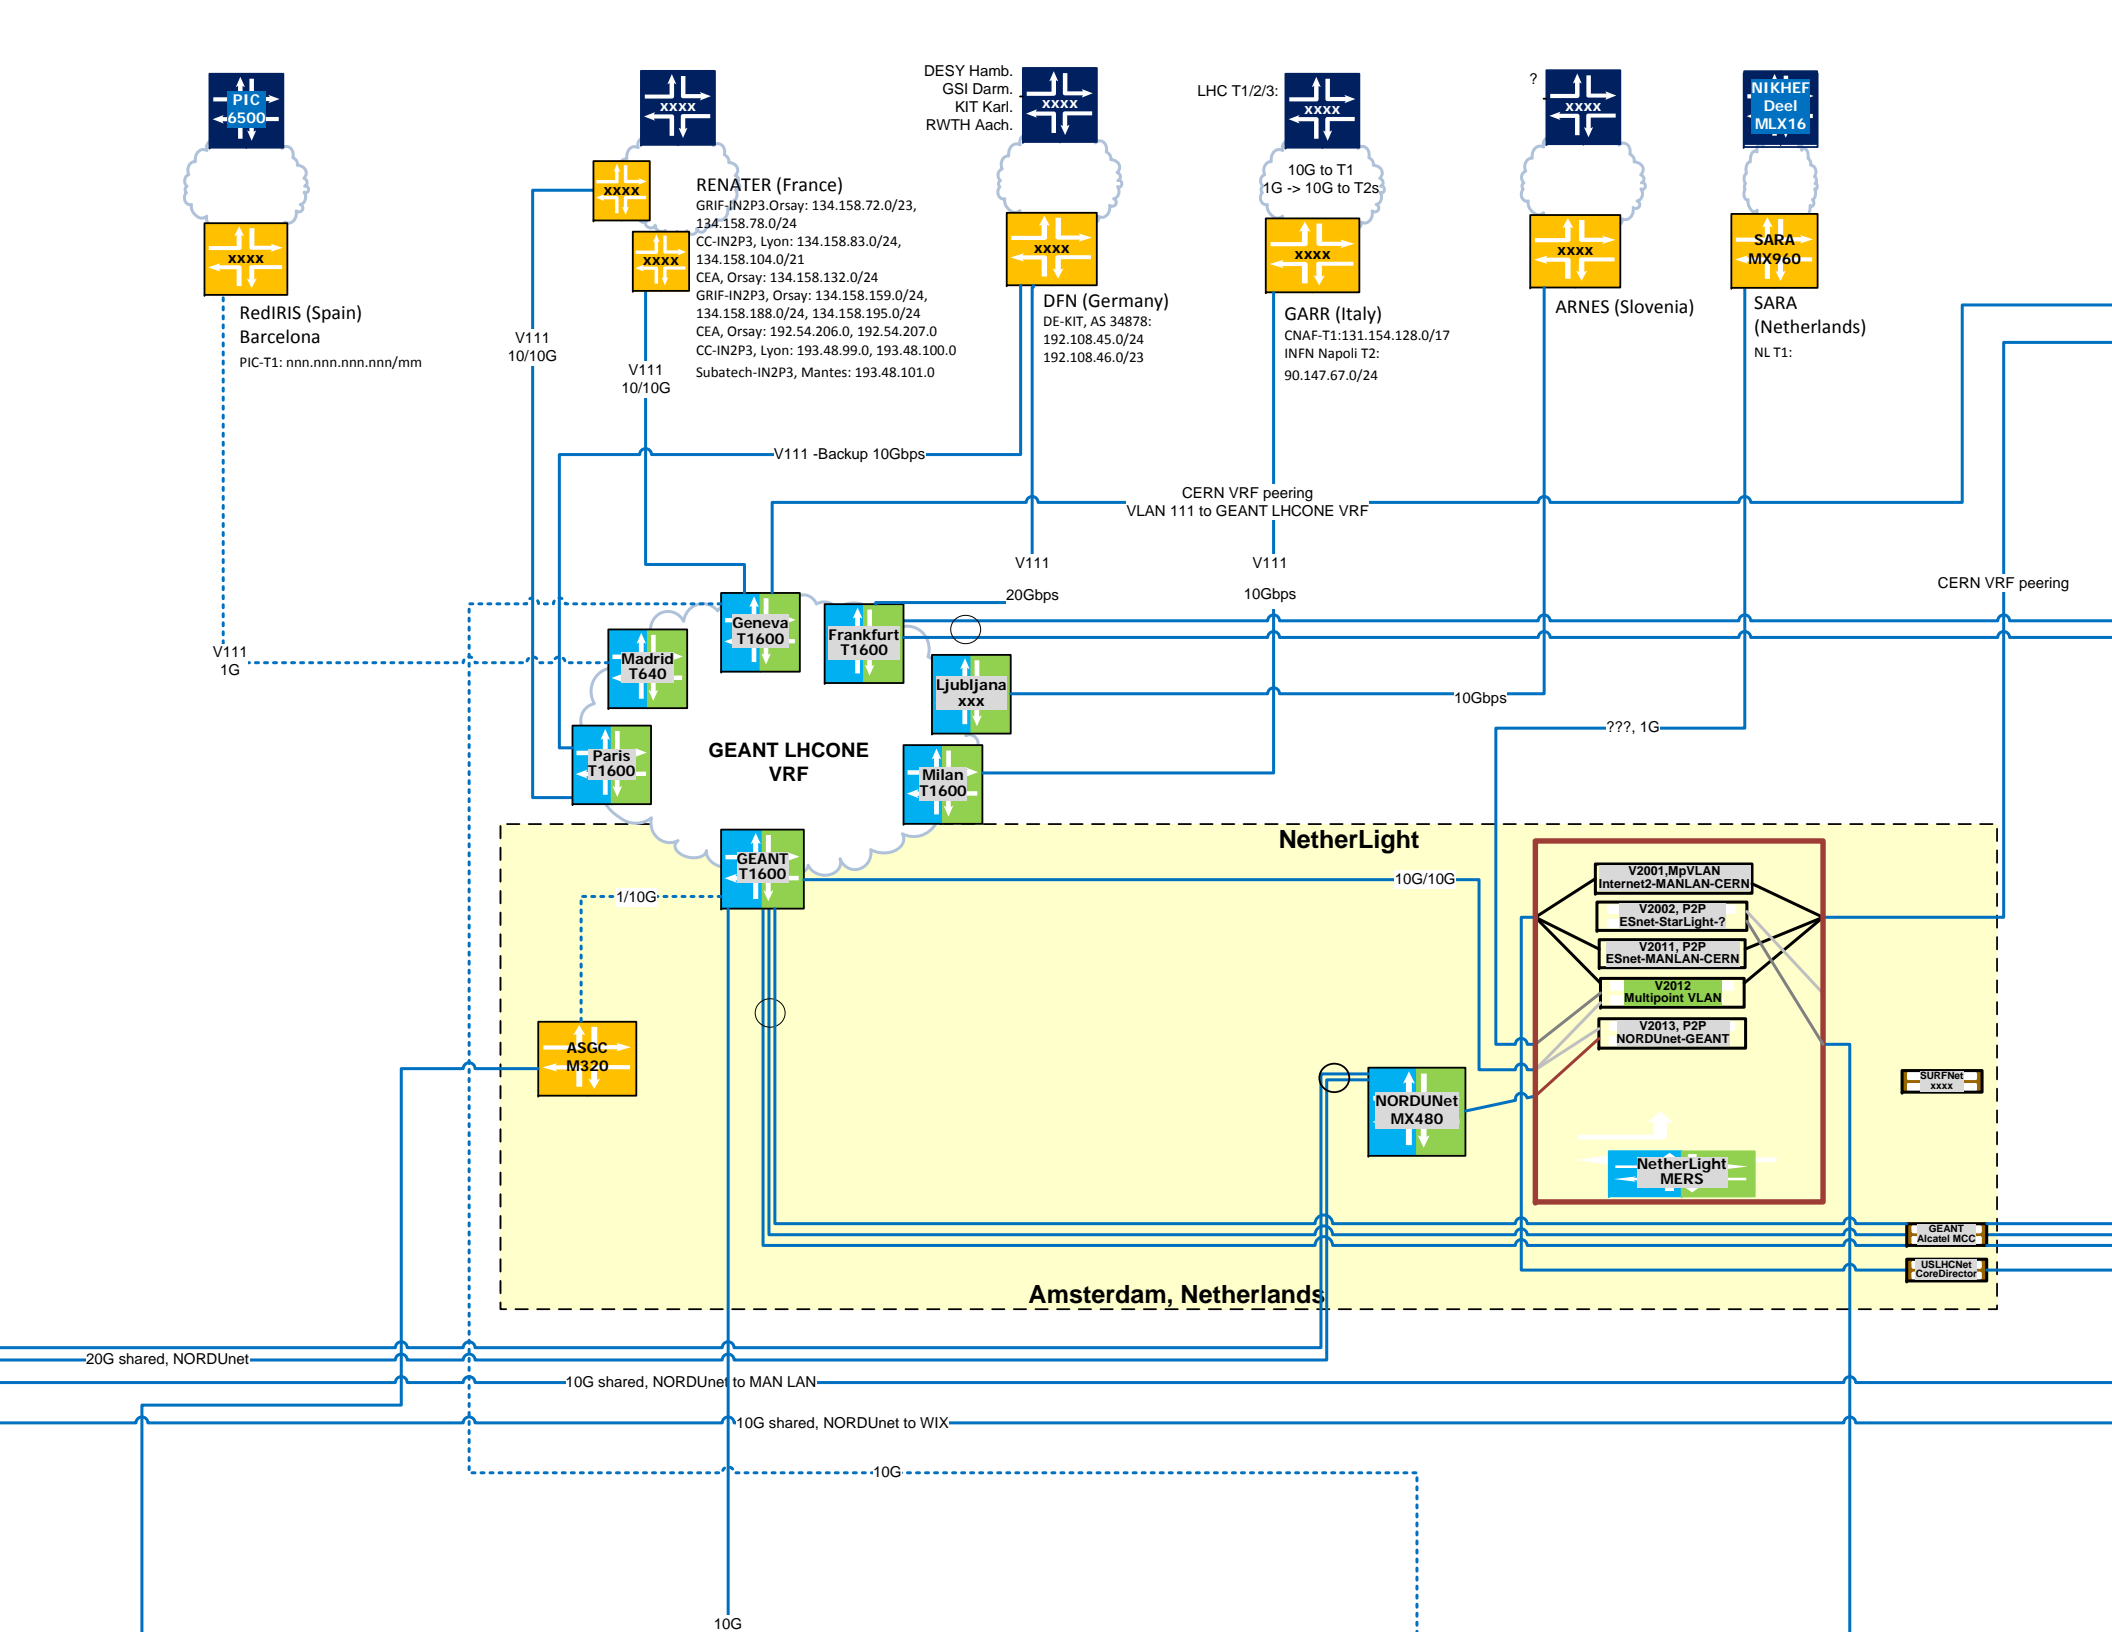 PIC
6500
xxxx
DESY Hamb.
GSI Darm.
KIT Karl.
RWTH Aach.
xxxx
LHC T1/2/3:
xxxx
?
xxxx
NIKHEF
Deel
MLX16
10G to T1
1G -> 10G to T2s
xxxx
xxxx
xxxx
xxxx
xxxx
xxxx
SARA
MX960
RENATER (France)
GRIF-IN2P3.Orsay: 134.158.72.0/23,
134.158.78.0/24
CC-IN2P3, Lyon: 134.158.83.0/24,
134.158.104.0/21
CEA, Orsay: 134.158.132.0/24
GRIF-IN2P3, Orsay: 134.158.159.0/24,
134.158.188.0/24, 134.158.195.0/24
CEA, Orsay: 192.54.206.0, 192.54.207.0
CC-IN2P3, Lyon: 193.48.99.0, 193.48.100.0
Subatech-IN2P3, Mantes: 193.48.101.0
RedIRIS (Spain)
Barcelona
PIC-T1: nnn.nnn.nnn.nnn/mm
DFN (Germany)
DE-KIT, AS 34878:
192.108.45.0/24
192.108.46.0/23
GARR (Italy)
CNAF-T1:131.154.128.0/17
INFN Napoli T2:
90.147.67.0/24
ARNES (Slovenia)
SARA
(Netherlands)
NL T1:
V111
10/10G
V111
10/10G
V111 -Backup 10Gbps
CERN VRF peering
VLAN 111 to GEANT LHCONE VRF
V111
20Gbps
V111
10Gbps
CERN VRF peering
V111
1G
Geneva
T1600
Frankfurt
T1600
Madrid
T640
Ljubljana
xxx
10Gbps
???, 1G
Paris
T1600
GEANT LHCONE
VRF
Milan
T1600
NetherLight
GEANT
T1600
1/10G
10G/10G
V2001,MpVLAN
Internet2-MANLAN-CERN
V2002, P2P
ESnet-StarLight-?
V2011, P2P
ESnet-MANLAN-CERN
V2012
Multipoint VLAN
V2013, P2P
NORDUnet-GEANT
ASGC
M320
NORDUNet
MX480
SURFNet
xxxx
NetherLight
MERS
GEANT
Alcatel MCC
USLHCNet
CoreDirector
Amsterdam, Netherlands
20G shared, NORDUnet
10G shared, NORDUnet to MAN LAN
10G shared, NORDUnet to WIX
10G
10G